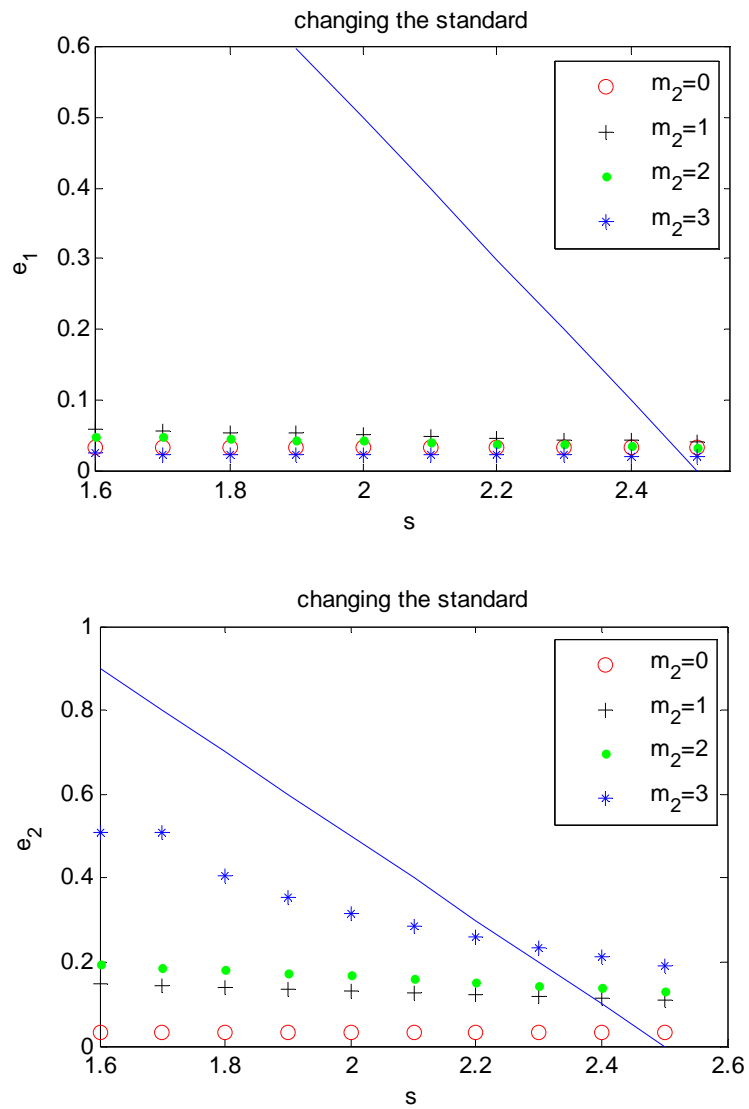 changing the standard
0.6
0.5
0.4
0.3
0.2
0.1
0
e1
m2=0
m2=1
m2=2
m2=3
1.6 1.8 2 2.2 2.4
s
changing the standard
1
0.8
0.6
0.4
0.2
0
e2
m2=0
m2=1
m2=2
m2=3
1.6 1.8 2 2.2 2.4 2.6
s